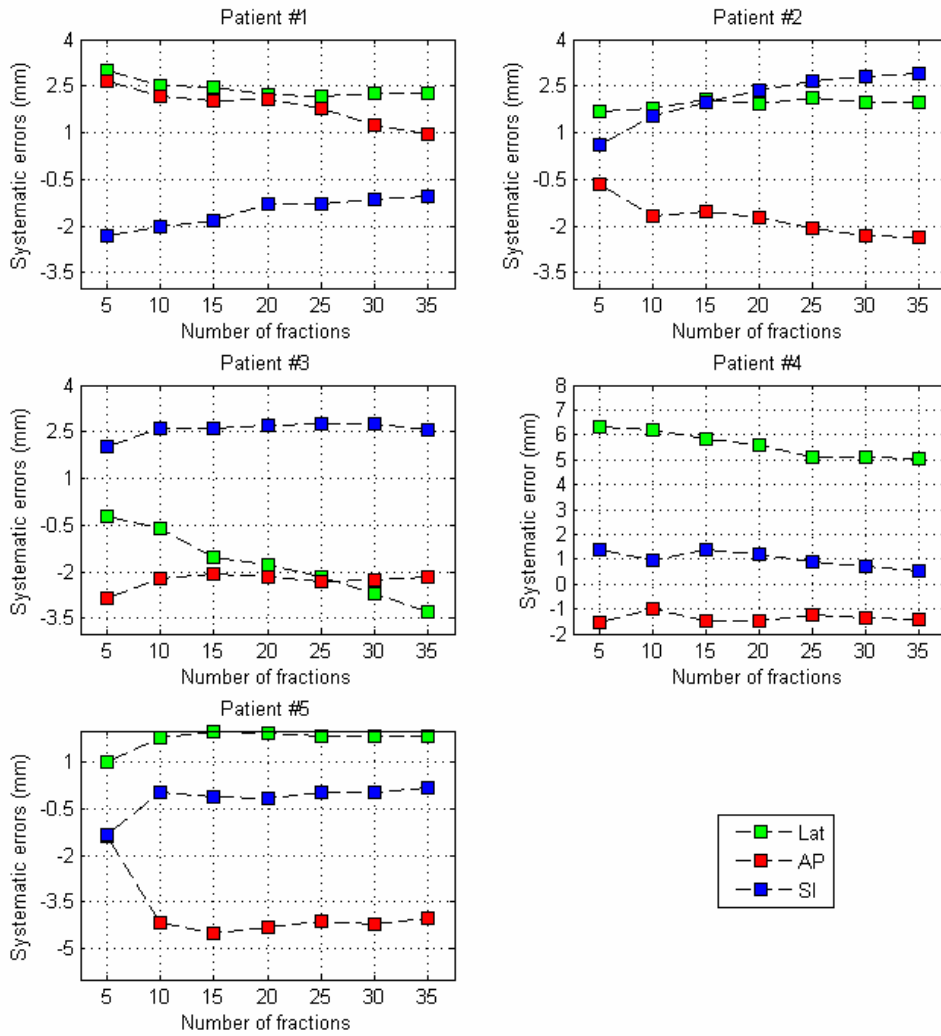 Patient #1
Systematic errors (mm)
4
2.5
1
-0.5
-2
-3.5
5 10 15 20 25 30 35
Number of fractions
Patient #2
Systematic errors (mm)
4
2.5
1
-0.5
-2
-3.5
5 10 15 20 25 30 35
Number of fractions
Patient #3
Systematic errors (mm)
4
2.5
1
-0.5
-2
-3.5
5 10 15 20 25 30 35
Number of fractions
Patient #4
Systematic error (mm)
8
7
6
5
4
3
2
1
0
-1
-2
5 10 15 20 25 30 35
Number of fractions
Patient #5
Systematic errors (mm)
1
-0.5
-2
-3.5
-5
5 10 15 20 25 30 35
Number of fractions
Lat
AP
SI